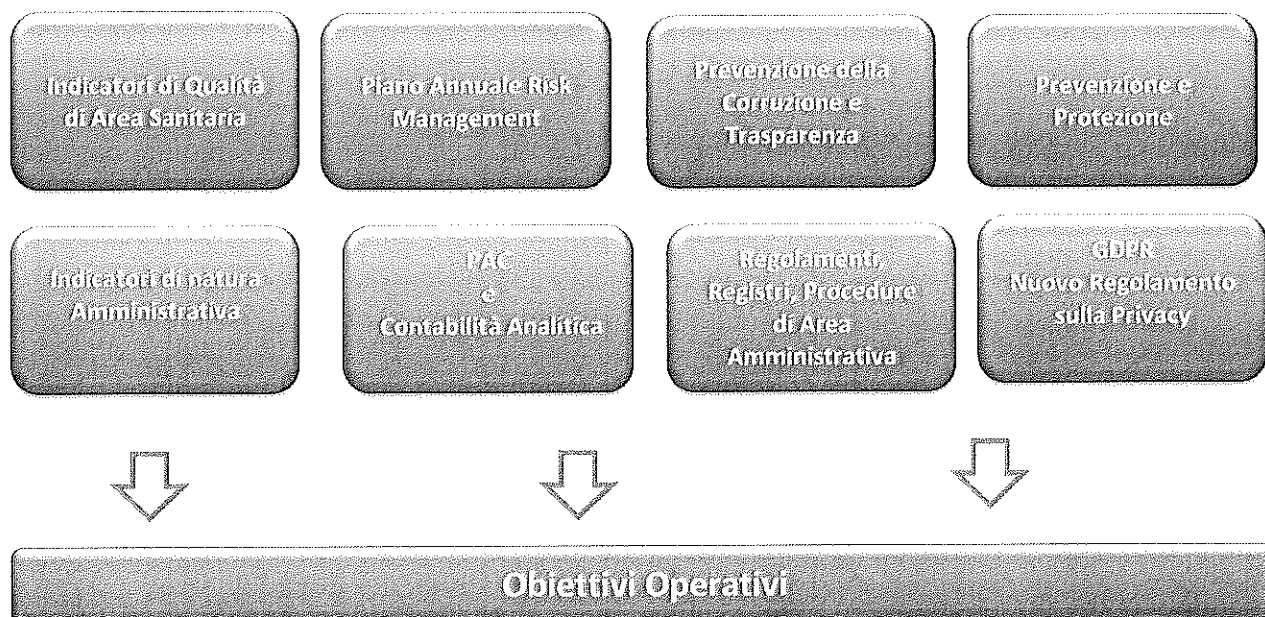 Indicatori di Qualità
di Area Sanitaria
Piano Annuale Risk
Management
Prevenzione della
Corruzione e
Trasparenza
Prevenzione e
Protezione
Indicatori di natura
Amministrativa
PAC
e
Contabilità Analitica
Regolamenti,
Registri, Procedure
di Area
Amministrativa
GDPR
Nuovo Regolamento
sulla Privacy
Obiettivi Operativi